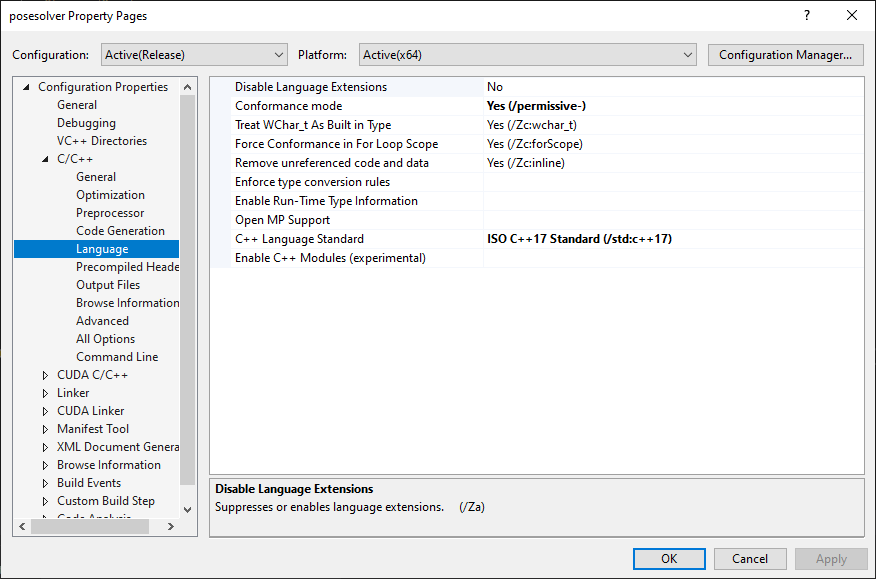 posesolver Property Pages
Configuration: Active(Release) Platform: Active(x64) Configuration Manager...
Configuration Properties
General
Debugging
VC++ Directories
C/C++
General
Optimization
Preprocessor
Code Generation
Language
Precompiled Heade
Output Files
Browse Information
Advanced
All Options
Command Line
CUDA C/C++
Linker
CUDA Linker
Manifest Tool
XML Document Genera
Browse Information
Build Events
Custom Build Step
Code Analysis
Disable Language Extensions No
Conformance mode Yes (/permissive-)
Treat WChar_t As Built in Type Yes (/Zc:wchar_t)
Force Conformance in For Loop Scope Yes (/Zc:forScope)
Remove unreferenced code and data Yes (/Zc:inline)
Enforce type conversion rules
Enable Run-Time Type Information
Open MP Support
C++ Language Standard ISO C++17 Standard (/std:c++17)
Enable C++ Modules (experimental)
Disable Language Extensions
Suppresses or enables language extensions. (/Za)
OK Cancel Apply